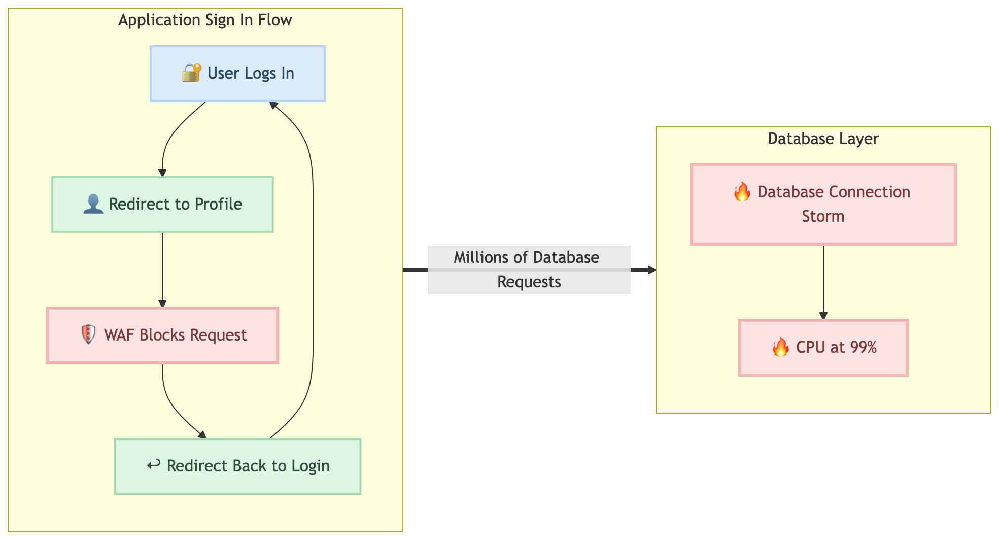 Application Sign In Flow
🔐 User Logs In
👤 Redirect to Profile
🛡️ WAF Blocks Request
↩ Redirect Back to Login
Millions of Database
Requests
Database Layer
🔥 Database Connection
Storm
🔥 CPU at 99%